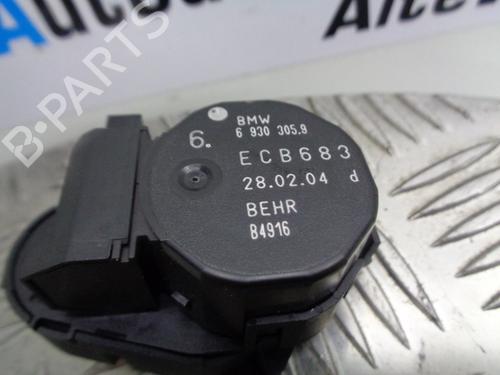 B-PARTS
BMW
6 930 305.9
6.
ECB683
28.02.04 d
BEHR
B4916